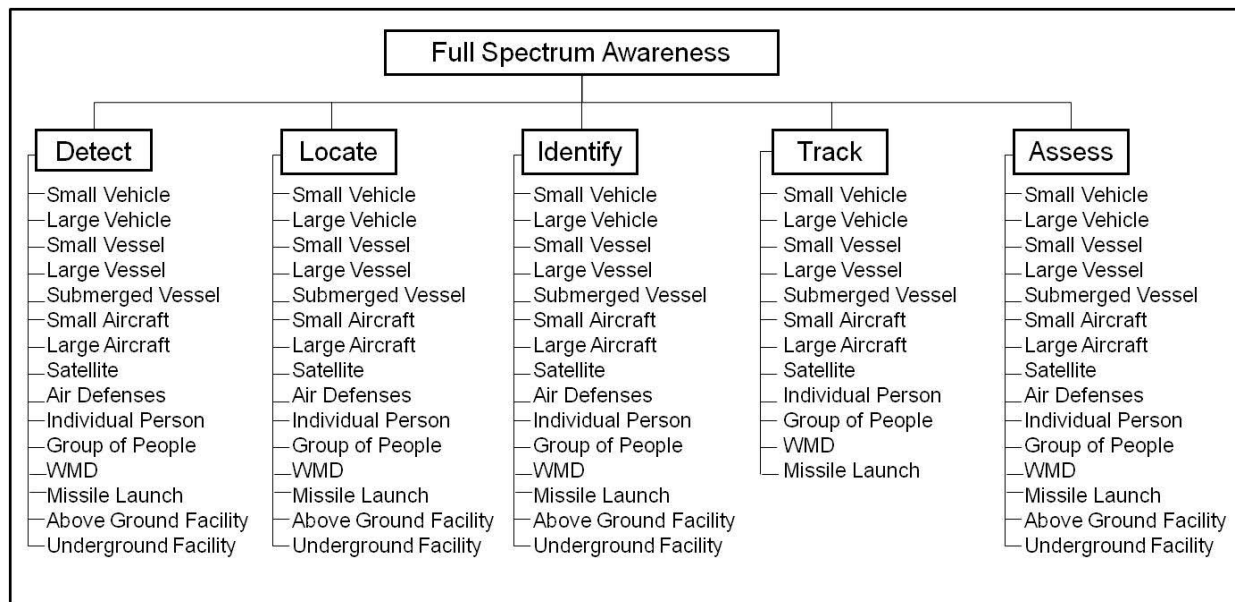 Full Spectrum Awareness
Detect
Small Vehicle
Large Vehicle
Small Vessel
Large Vessel
Submerged Vessel
Small Aircraft
Large Aircraft
Satellite
Air Defenses
Individual Person
Group of People
WMD
Missile Launch
Above Ground Facility
Underground Facility
Locate
Small Vehicle
Large Vehicle
Small Vessel
Large Vessel
Submerged Vessel
Small Aircraft
Large Aircraft
Satellite
Air Defenses
Individual Person
Group of People
WMD
Missile Launch
Above Ground Facility
Underground Facility
Identify
Small Vehicle
Large Vehicle
Small Vessel
Large Vessel
Submerged Vessel
Small Aircraft
Large Aircraft
Satellite
Air Defenses
Individual Person
Group of People
WMD
Missile Launch
Above Ground Facility
Underground Facility
Track
Small Vehicle
Large Vehicle
Small Vessel
Large Vessel
Submerged Vessel
Small Aircraft
Large Aircraft
Satellite
Individual Person
Group of People
WMD
Missile Launch
Assess
Small Vehicle
Large Vehicle
Small Vessel
Large Vessel
Submerged Vessel
Small Aircraft
Large Aircraft
Satellite
Air Defenses
Individual Person
Group of People
WMD
Missile Launch
Above Ground Facility
Underground Facility